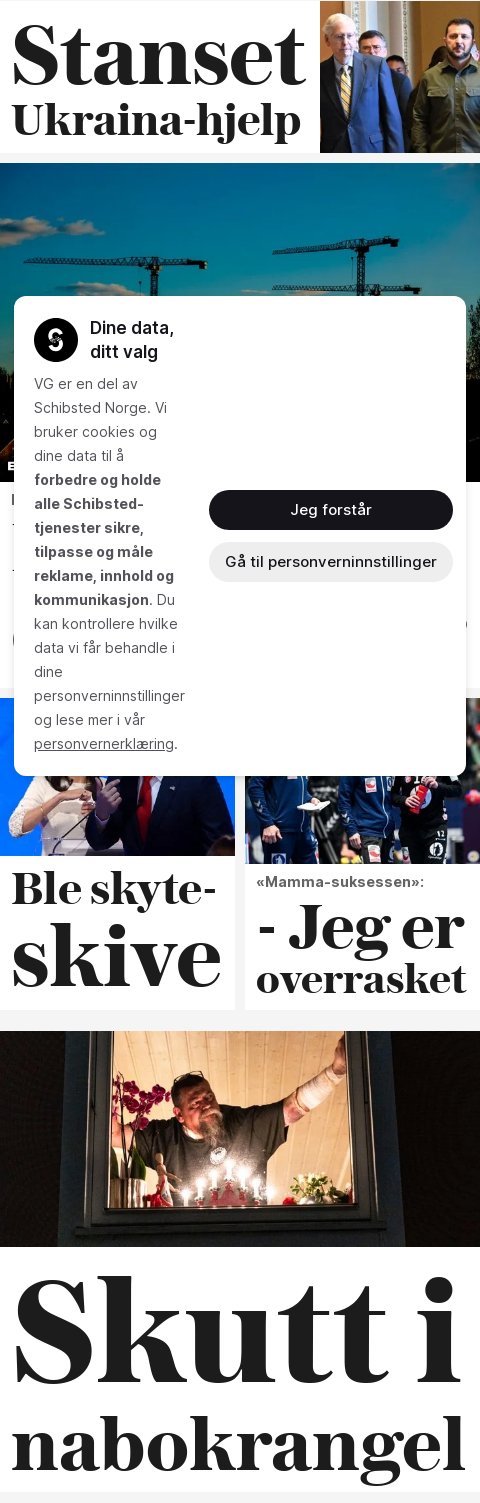 Stanset
Ukraina-hjelp
Dine data,
ditt valg
VG er en del av
Schibsted Norge. Vi
bruker cookies og
dine data til å
forbedre og holde
alle Schibsted-
tjenester sikre,
tilpasse og måle
reklame, innhold og
kommunikasjon. Du
kan kontrollere hvilke
data vi får behandle i
dine
personverninnstillinger
og lese mer i vår
personvernerklæring.
Jeg forstår
Gå til personverninnstillinger
Ble skyte-
skive
«Mamma-suksessen»:
- Jeg er
overrasket
Skutt i
nabokrangel